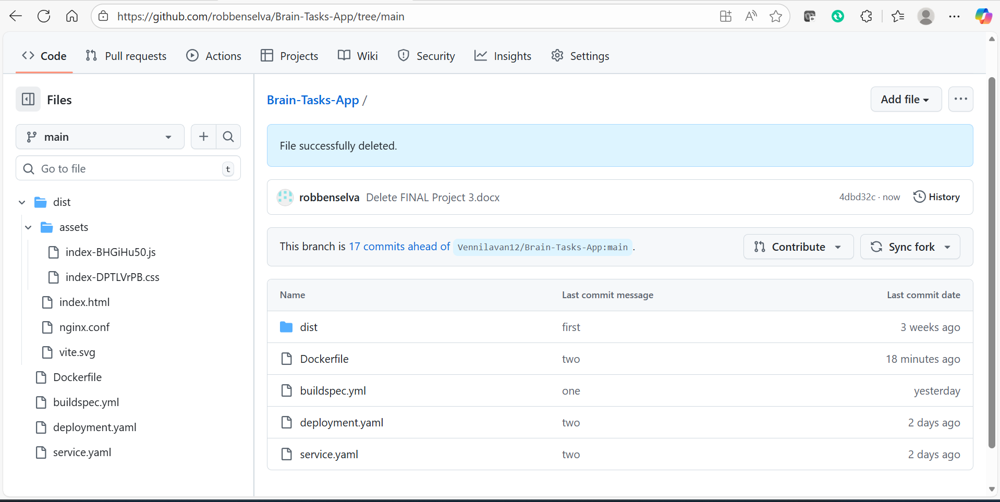 https://github.com/robbenselva/Brain-Tasks-App/tree/main
Code Pull requests Actions Projects Wiki Security Insights Settings
Files
main
Go to file t
dist
assets
index-BHGiHu50.js
index-DPTLVrPB.css
index.html
nginx.conf
vite.svg
Dockerfile
buildspec.yml
deployment.yaml
service.yaml
Brain-Tasks-App /
Add file
File successfully deleted.
robbenselva Delete FINAL Project 3.docx 4dbd32c · now History
This branch is 17 commits ahead of Vennilavan12/Brain-Tasks-App:main . Contribute Sync fork
Name Last commit message Last commit date
dist first 3 weeks ago
Dockerfile two 18 minutes ago
buildspec.yml one yesterday
deployment.yaml two 2 days ago
service.yaml two 2 days ago